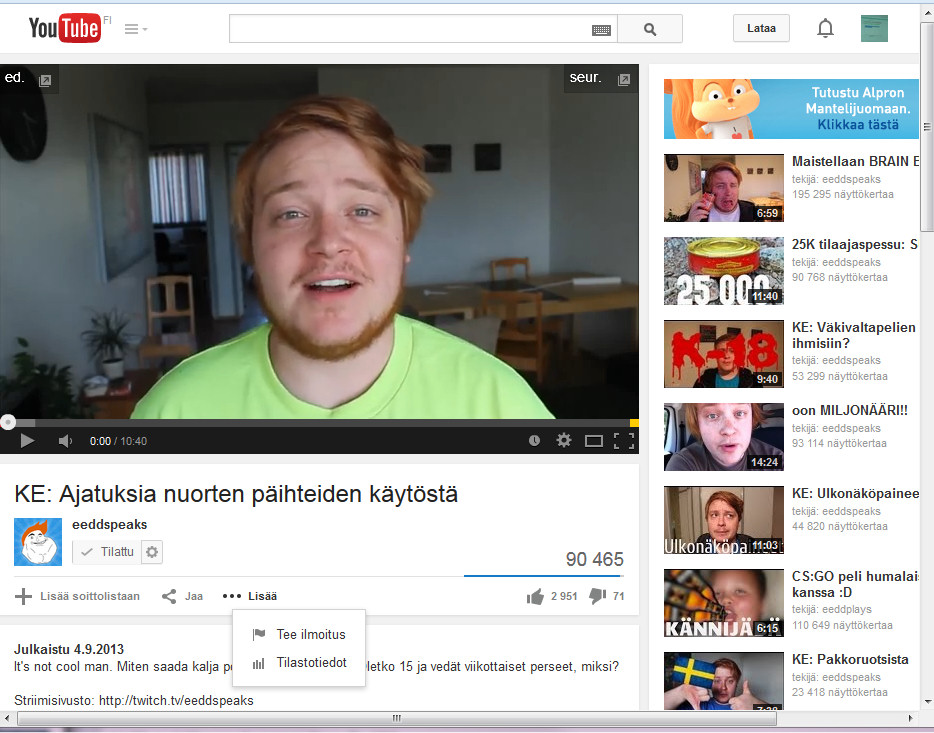 YouTube FI
Lataa
ed.
seur.
0:00 / 10:40
KE: Ajatuksia nuorten päihteiden käytöstä
eeddspeaks
Tilattu
90 465
Lisää soittolistaan
Jaa
Lisää
2 951
71
Tee ilmoitus
Tilastotiedot
Julkaistu 4.9.2013
It's not cool man. Miten saada kalja letko 15 ja vedät viikottaiset perseet, miksi?
Striimisivusto: http://twitch.tv/eeddspeaks
Tutustu Alpron
Mantelijuomaan.
Klikkaa tästä
6:59
Maistellaan BRAIN
tekijä: eeddspeaks
195 295 näyttökertaa
25 000
11:40
25K tilaajaspessu: S
tekijä: eeddspeaks
90 768 näyttökertaa
K-18
9:40
KE: Väkivaltapelien
ihmisiin?
tekijä: eeddspeaks
53 299 näyttökertaa
14:24
oon MILJONÄÄRI!!
tekijä: eeddspeaks
93 114 näyttökertaa
11:03
KE: Ulkonäköpainee
tekijä: eeddspeaks
44 820 näyttökertaa
KÄNNIJÄ
6:15
CS:GO peli humalais
kanssa :D
tekijä: eeddplays
110 649 näyttökertaa
KE: Pakkoruotsista
tekijä: eeddspeaks
23 418 näyttökertaa